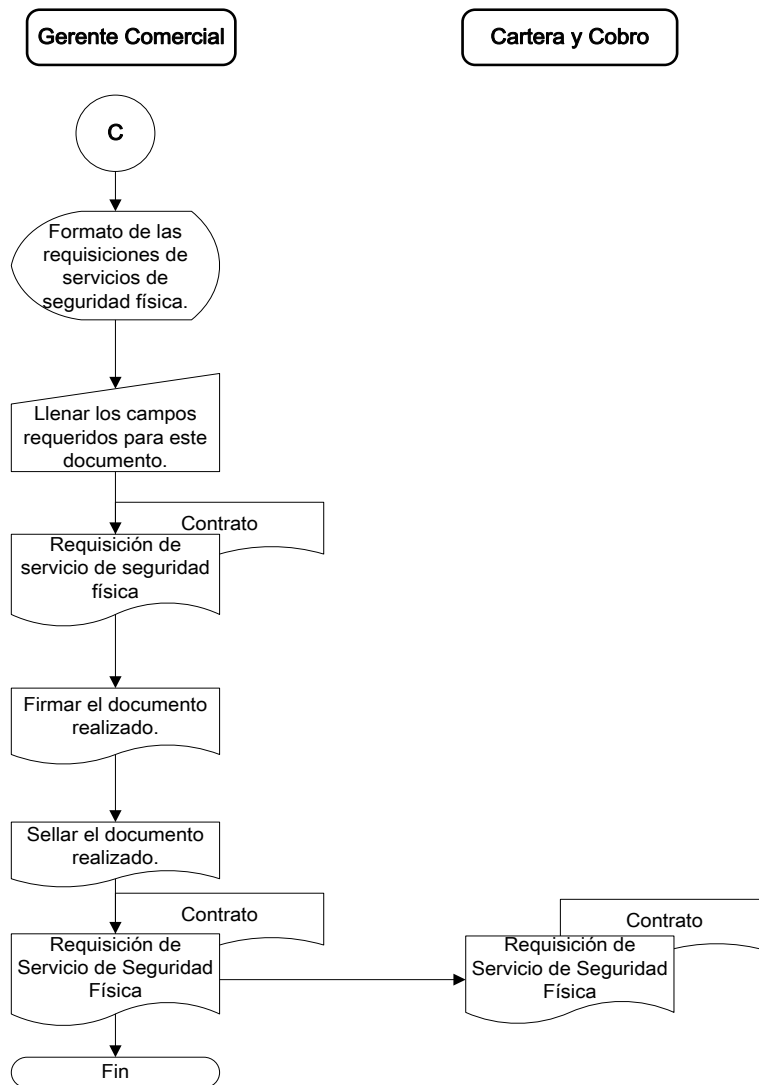 Gerente Comercial
Cartera y Cobro
C
Formato de las
requisiciones de
servicios de
seguridad física.
Llenar los campos
requeridos para este
documento.
Contrato
Requisición de
servicio de seguridad
física
Firmar el documento
realizado.
Sellar el documento
realizado.
Contrato
Requisición de
Servicio de Seguridad
Física
Contrato
Requisición de
Servicio de Seguridad
Física
Fin